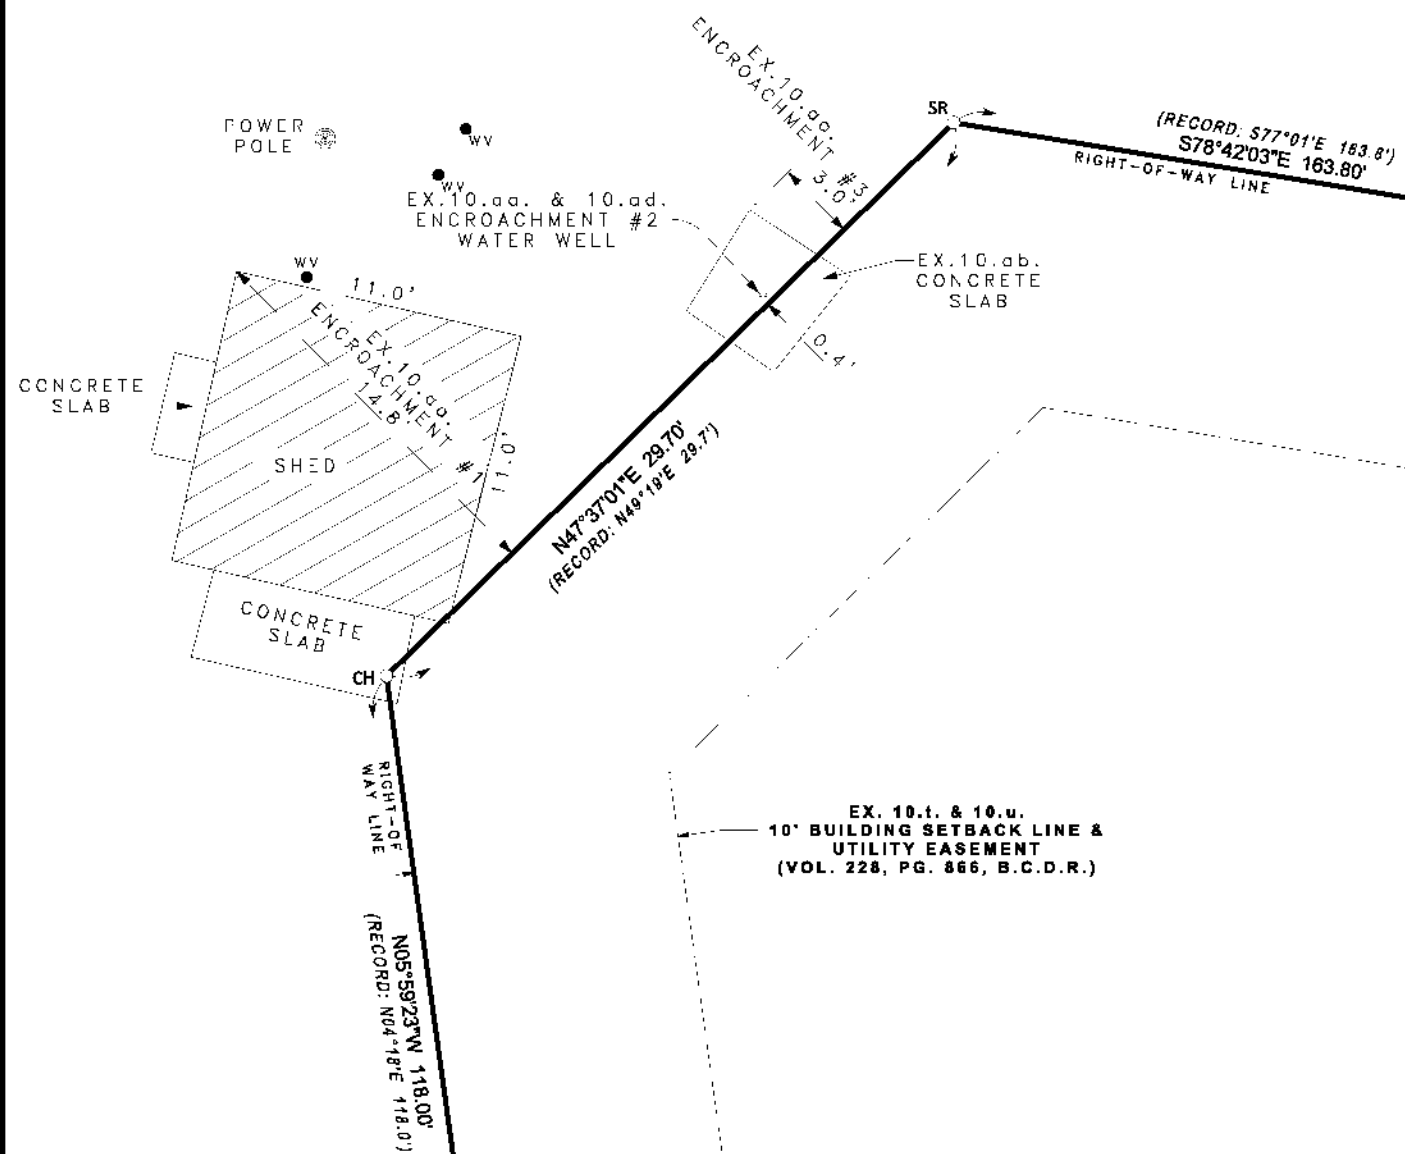 EX.10.aa.
ENCROACHMENT #3
3.0'
SR
(RECORD: S77°01'E 163.8')
S78°42'03"E 163.80'
RIGHT-OF-WAY LINE
POWER
POLE
WV
WV
EX.10.aa. & 10.ad.
ENCROACHMENT #2
WATER WELL
WV
11.0'
EX.10.ab.
CONCRETE
SLAB
0.4'
EX.10.aa.
ENCROACHMENT #1
14.8
CONCRETE
SLAB
SHED
11.0'
N47°37'01"E 29.70'
(RECORD: N49°19'E 29.7')
CONCRETE
SLAB
CH
RIGHT-OF
WAY LINE
EX. 10.t. & 10.u.
10' BUILDING SETBACK LINE &
UTILITY EASEMENT
(VOL. 228, PG. 866, B.C.D.R.)
N05°59'23"W 118.00'
(RECORD: N04°18'E 118.0')